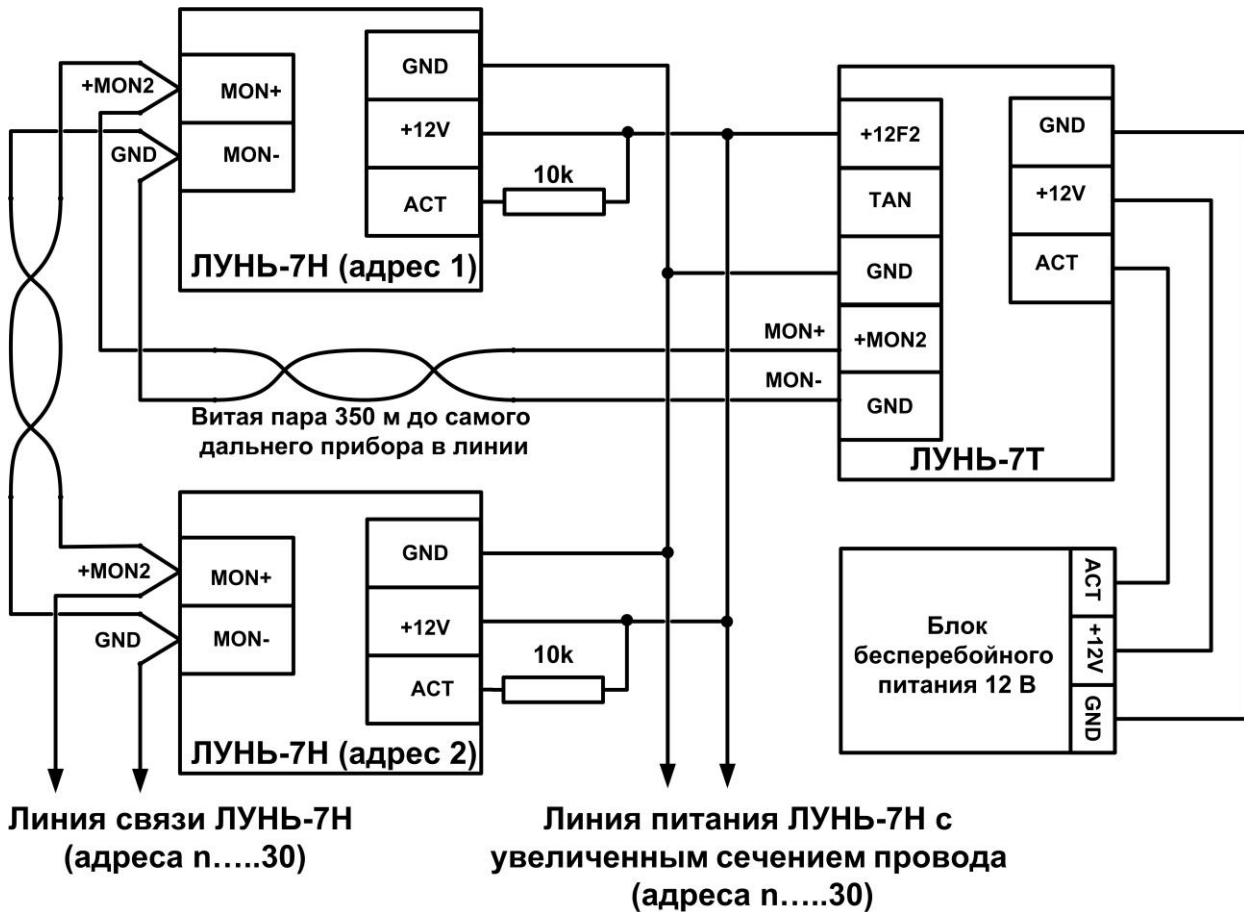 +MON2
GND
MON+
MON-
GND
+12V
ACT
10k
ЛУНЬ-7Н (адрес 1)
+12F2
TAN
GND
+MON2
GND
GND
+12V
ACT
MON+
MON-
ЛУНЬ-7Т
Витая пара 350 м до самого
дальнего прибора в линии
+MON2
GND
MON+
MON-
GND
+12V
ACT
10k
ЛУНЬ-7Н (адрес 2)
Блок
бесперебойного
питания 12 В
ACT
+12V
GND
Линия связи ЛУНЬ-7Н
(адреса n.....30)
Линия питания ЛУНЬ-7Н с
увеличенным сечением провода
(адреса n.....30)